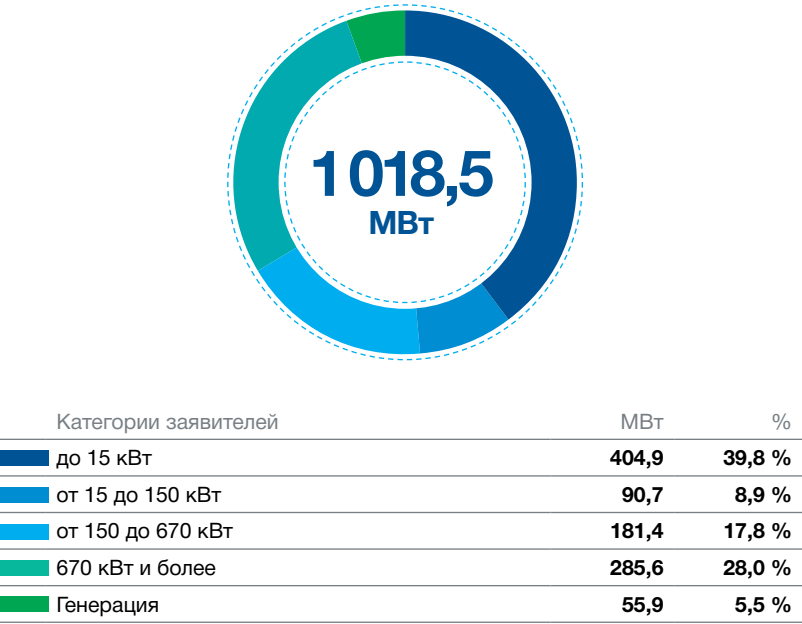 1 018,5
МВт
Категории заявителей МВт %
до 15 кВт 404,9 39,8 %
от 15 до 150 кВт 90,7 8,9 %
от 150 до 670 кВт 181,4 17,8 %
670 кВт и более 285,6 28,0 %
Генерация 55,9 5,5 %